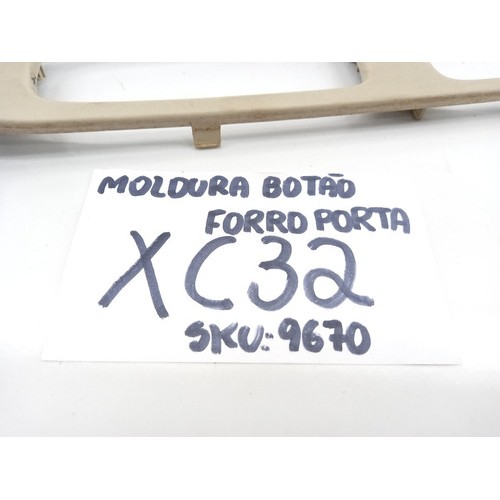 MOLDURA BOTÃO
FORRO PORTA
XC32
SKU: 9670